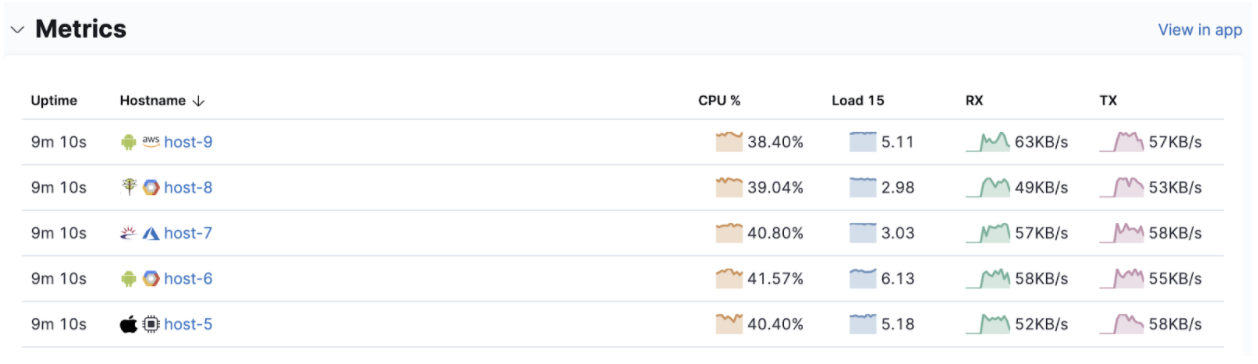 Metrics
View in app
Uptime Hostname CPU % Load 15 RX TX
9m 10s aws host-9 38.40% 5.11 63KB/s 57KB/s
9m 10s host-8 39.04% 2.98 49KB/s 53KB/s
9m 10s host-7 40.80% 3.03 57KB/s 58KB/s
9m 10s host-6 41.57% 6.13 58KB/s 55KB/s
9m 10s host-5 40.40% 5.18 52KB/s 58KB/s